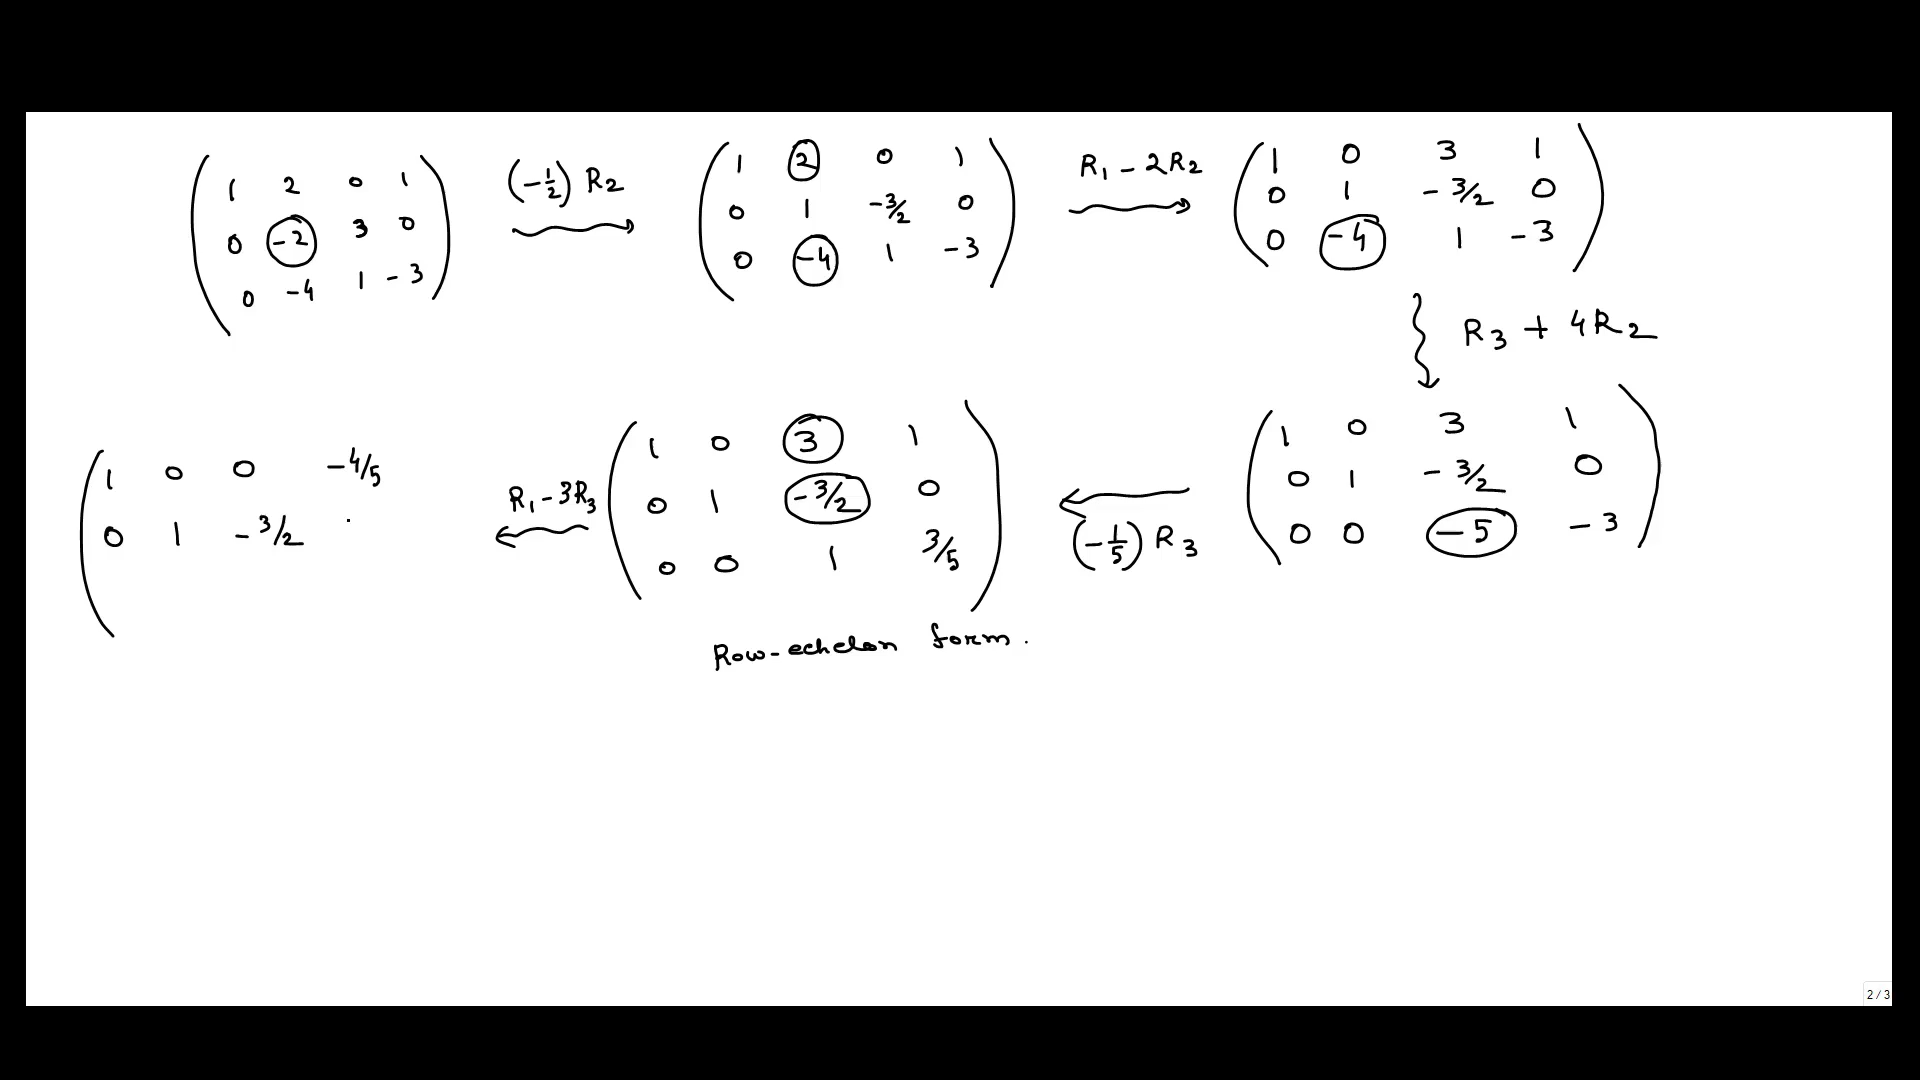 1 2 0 1
0 -2 3 0
0 -4 1 -3
(-1/2) R2
1 2 0 1
0 1 -3/2 0
0 -4 1 -3
R1 - 2R2
1 0 3 1
0 1 -3/2 0
0 -4 1 -3
R3 + 4R2
1 0 3 1
0 1 -3/2 0
0 0 -5 -3
(-1/5) R3
1 0 3 1
0 1 -3/2 0
0 0 1 3/5
Row-echelon form.
R1 - 3R3
1 0 0 -4/5
0 1 -3/2
2 / 3